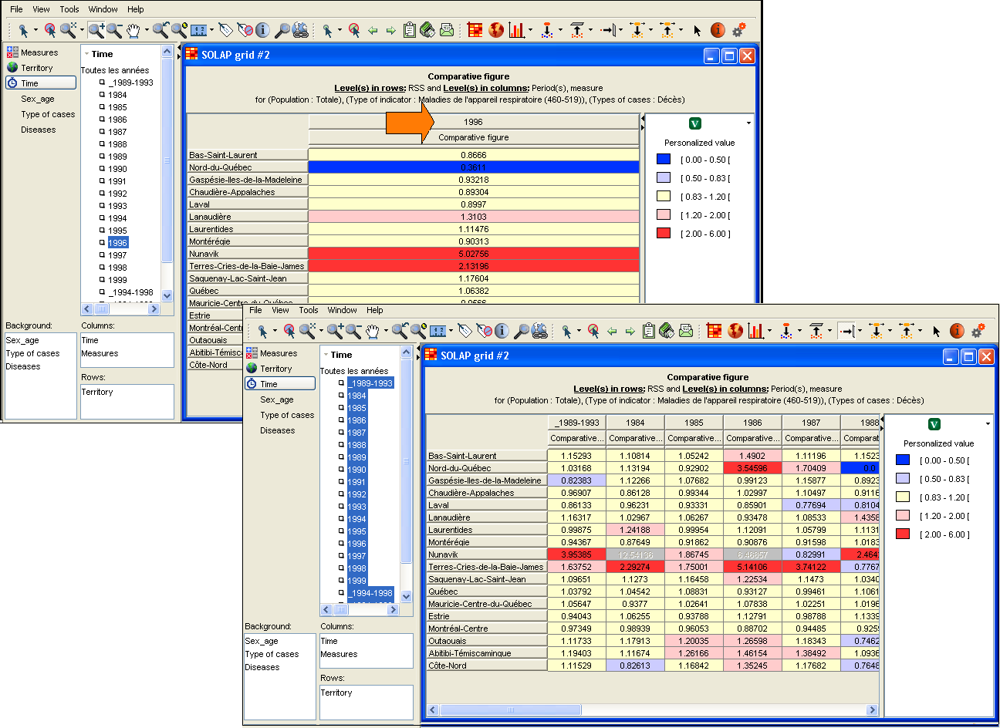 File View Tools Window Help
Measures
Territory
Time
Sex_age
Type of cases
Diseases
Time
Toutes les années
_1989-1993
1984
1985
1986
1987
1988
1989
1990
1991
1992
1993
1994
1995
1996
1997
1998
1999
_1994-1998
Background:
Sex_age
Type of cases
Diseases
Columns:
Time
Measures
Rows:
Territory
SOLAP grid #2
Comparative figure
Level(s) in rows: RSS and Level(s) in columns: Period(s), measure
for (Population : Totale), (Type of indicator : Maladies de l'appareil respiratoire (460-519)), (Types of cases : Décès)
1996
Comparative figure
Bas-Saint-Laurent 0.8666
Nord-du-Québec 0.3611
Gaspésie-Iles-de-la-Madeleine 0.93218
Chaudière-Appalaches 0.89304
Laval 0.8997
Lanaudière 1.3103
Laurentides 1.11476
Montérégie 0.90313
Nunavik 5.02756
Terres-Cries-de-la-Baie-James 2.13196
Saguenay-Lac-Saint-Jean 1.17604
Québec 1.06382
Mauricie-Centre-du-Québec
Estrie
Montréal-Centr
Outaouais
Abitibi-Témisca
Côte-Nord
V
Personalized value
[ 0.00 - 0.50 [
[ 0.50 - 0.83 [
[ 0.83 - 1.20 [
[ 1.20 - 2.00 [
[ 2.00 - 6.00 ]
File View Tools Window Help
Measures
Territory
Time
Sex_age
Type of cases
Diseases
Time
Toutes les années
_1989-1993
1984
1985
1986
1987
1988
1989
1990
1991
1992
1993
1994
1995
1996
1997
1998
1999
_1994-1998
Background:
Sex_age
Type of cases
Diseases
Columns:
Time
Measures
Rows:
Territory
SOLAP grid #2
Comparative figure
Level(s) in rows: RSS and Level(s) in columns: Period(s), measure
for (Population : Totale), (Type of indicator : Maladies de l'appareil respiratoire (460-519)), (Types of cases : Décès)
_1989-1993 1984 1985 1986 1987 1988
Comparative... Comparative... Comparative... Comparative... Comparative... Comparat
Bas-Saint-Laurent 1.15293 1.10814 1.05242 1.4902 1.11196 1.1523
Nord-du-Québec 1.03168 1.13194 0.92902 3.54596 1.70409 0.0
Gaspésie-Iles-de-la-Madeleine 0.82383 1.12266 1.07682 0.99123 1.15877 0.8923
Chaudière-Appalaches 0.96907 0.86128 0.99344 1.02997 1.10497 0.9116
Laval 0.86133 0.96231 0.93331 0.85901 0.77694 0.8104
Lanaudière 1.16317 1.02967 1.06267 0.93478 1.08533 1.4358
Laurentides 0.99875 1.24188 0.99954 1.12091 1.05799 1.1131
Montérégie 0.94367 0.87649 0.91862 0.90876 0.91598 1.0183
Nunavik 3.95385 12.54136 1.86745 6.46857 0.82991 2.464
Terres-Cries-de-la-Baie-James 1.63752 2.29274 1.75001 5.14106 3.74122 0.7767
Saguenay-Lac-Saint-Jean 1.09651 1.1273 1.16458 1.22534 1.1473 1.0340
Québec 1.03792 1.04542 1.08831 0.93127 0.99461 1.1061
Mauricie-Centre-du-Québec 1.05647 0.9377 1.02641 1.07838 1.02251 1.0196
Estrie 0.94043 1.06255 0.93788 1.12791 0.98788 1.1339
Montréal-Centre 0.97349 0.98939 0.96053 0.88702 0.94485 0.925
Outaouais 1.11733 1.17913 1.20035 1.26598 1.18343 0.7462
Abitibi-Témiscamingue 1.19403 1.11674 1.26166 1.46154 1.38492 1.0936
Côte-Nord 1.11529 0.82613 1.16842 1.35245 1.17682 0.7648
V
Personalized value
[ 0.00 - 0.50 [
[ 0.50 - 0.83 [
[ 0.83 - 1.20 [
[ 1.20 - 2.00 [
[ 2.00 - 6.00 ]